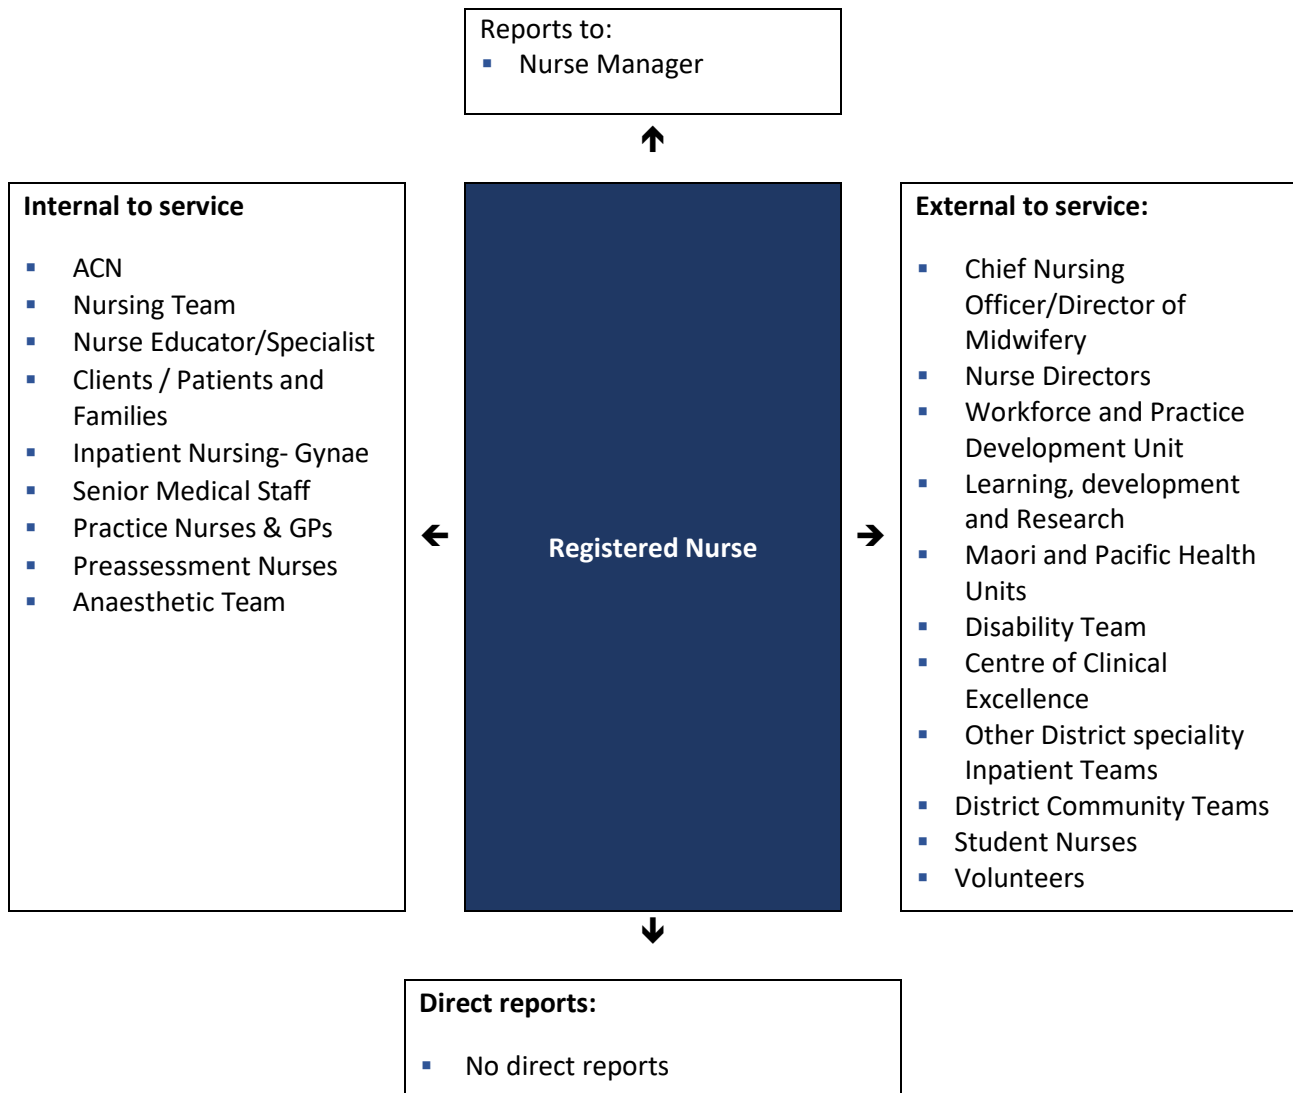 Reports to:
▪ Nurse Manager
Internal to service
▪ ACN
▪ Nursing Team
▪ Nurse Educator/Specialist
▪ Clients / Patients and
Families
▪ Inpatient Nursing- Gynae
▪ Senior Medical Staff
▪ Practice Nurses & GPs
▪ Preassessment Nurses
▪ Anaesthetic Team
Registered Nurse
External to service:
▪ Chief Nursing
Officer/Director of
Midwifery
▪ Nurse Directors
▪ Workforce and Practice
Development Unit
▪ Learning, development
and Research
▪ Maori and Pacific Health
Units
▪ Disability Team
▪ Centre of Clinical
Excellence
▪ Other District speciality
Inpatient Teams
▪ District Community Teams
▪ Student Nurses
▪ Volunteers
Direct reports:
▪ No direct reports